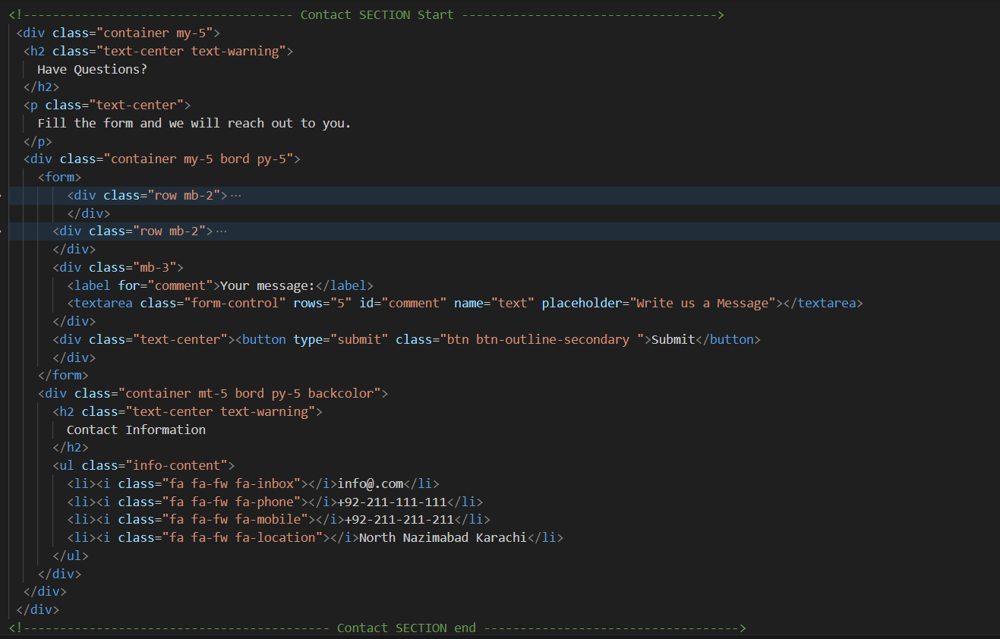 <!------------------------------------- Contact SECTION Start ----------------------------------->
<div class="container my-5">
<h2 class="text-center text-warning">
Have Questions?
</h2>
<p class="text-center">
Fill the form and we will reach out to you.
</p>
<div class="container my-5 bord py-5">
<form>
<div class="row mb-2">···
</div>
<div class="row mb-2">···
</div>
<div class="mb-3">
<label for="comment">Your message:</label>
<textarea class="form-control" rows="5" id="comment" name="text" placeholder="Write us a Message"></textarea>
</div>
<div class="text-center"><button type="submit" class="btn btn-outline-secondary ">Submit</button>
</div>
</form>
<div class="container mt-5 bord py-5 backcolor">
<h2 class="text-center text-warning">
Contact Information
</h2>
<ul class="info-content">
<li><i class="fa fa-fw fa-inbox"></i>info@.com</li>
<li><i class="fa fa-fw fa-phone"></i>+92-211-111-111</li>
<li><i class="fa fa-fw fa-mobile"></i>+92-211-211-211</li>
<li><i class="fa fa-fw fa-location"></i>North Nazimabad Karachi</li>
</ul>
</div>
</div>
</div>
<!------------------------------------------ Contact SECTION end ----------------------------------->